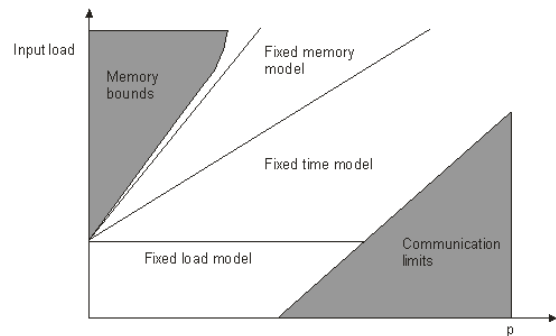 Input load
Memory
bounds
Fixed memory
model
Fixed time model
Fixed load model
Communication
limits
p